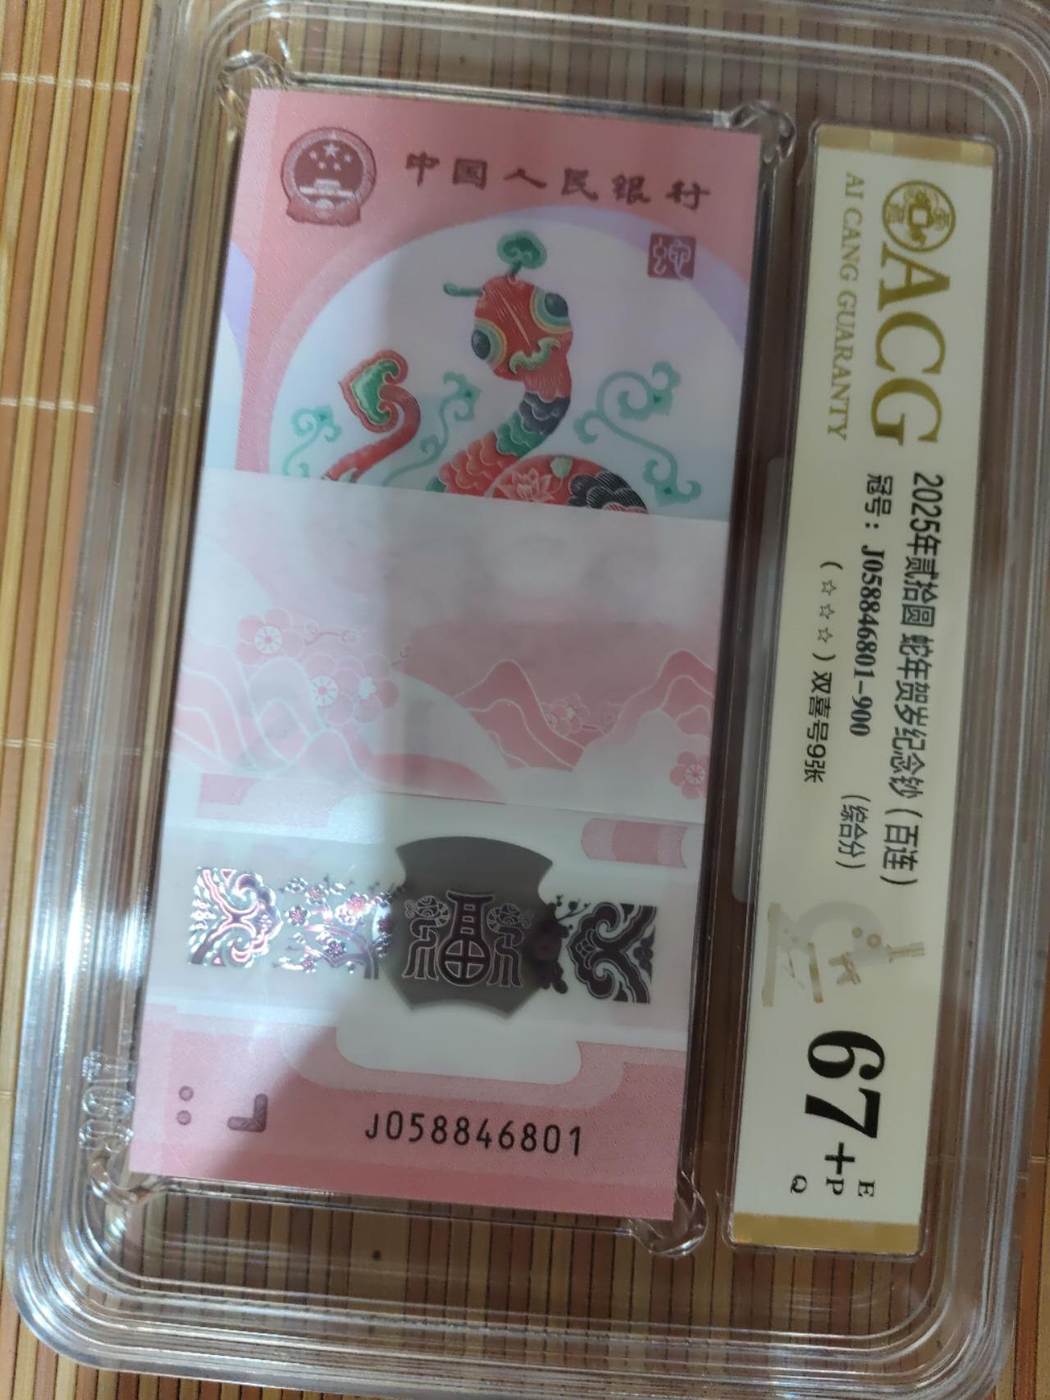 中国人民银行
J058846801
ACG
AI CANG GUARANTY
2025年贰拾圆 蛇年贺岁纪念钞（百连）
冠号：J058846801-900 （综合分）
（☆☆☆）双喜号9张
67+
E
P
Q